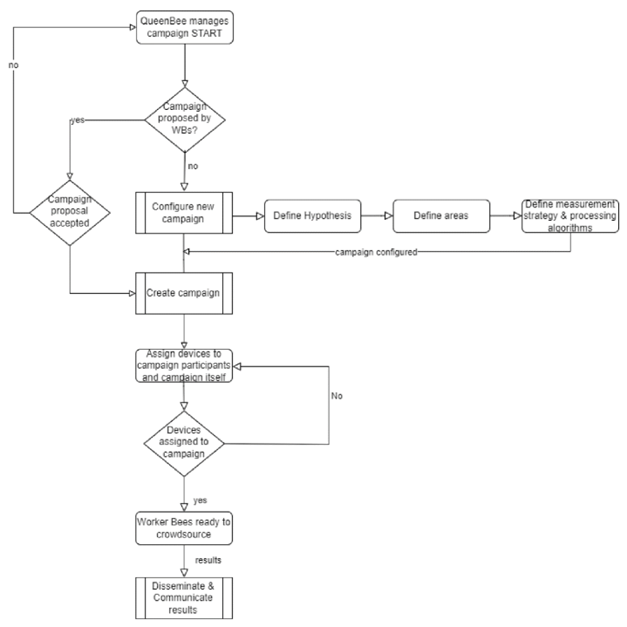 QueenBee manages
campaign START
no
Campaign
proposed by
WBs?
yes
no
Campaign
proposal
accepted
Configure new
campaign
Define Hypothesis
Define areas
Define measurement
strategy & processing
algorithms
campaign configured
Create campaign
Assign devices to
campaign participants
and campaign itself
No
Devices
assigned to
campaign
yes
Worker Bees ready to
crowdsource
results
Disseminate &
Communicate
results